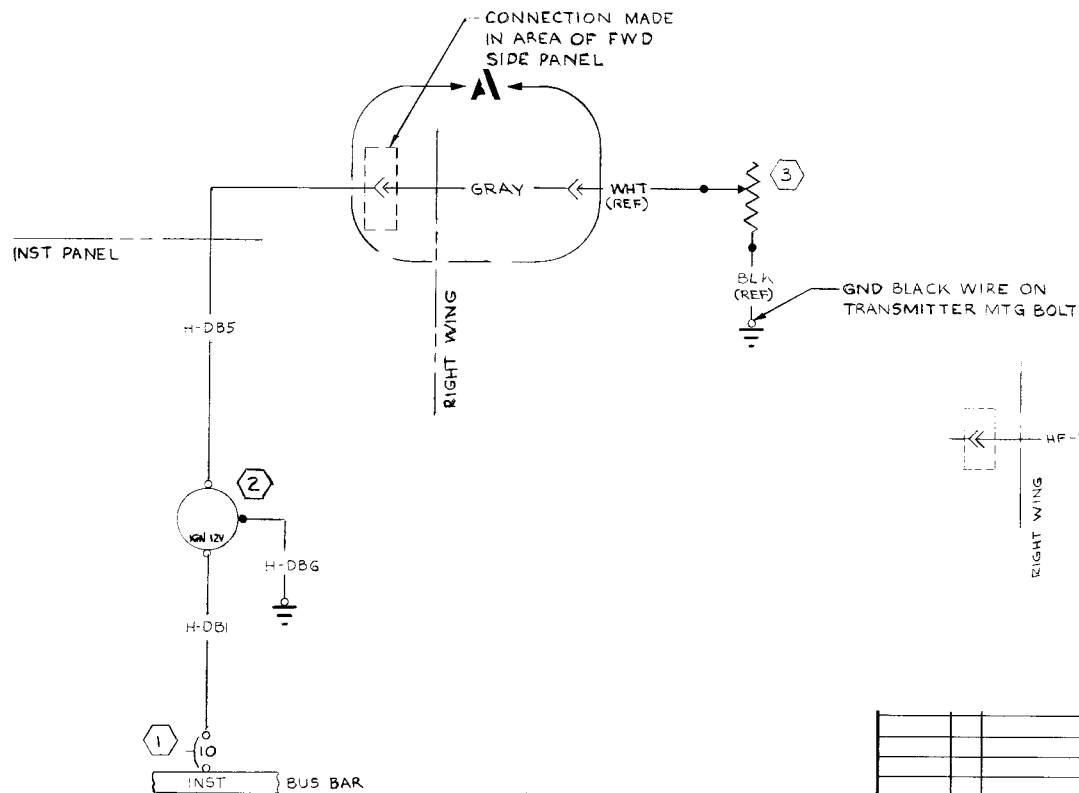 CONNECTION MADE
IN AREA OF FWD
SIDE PANEL
A
GRAY
WHT
(REF)
3
INST PANEL
BLK
(REF)
GND BLACK WIRE ON
TRANSMITTER MTG BOLT
H-DB5
RIGHT WING
HF-
RIGHT WING
2
IGN 12V
H-DB6
H-DB1
1
10
INST
BUS BAR